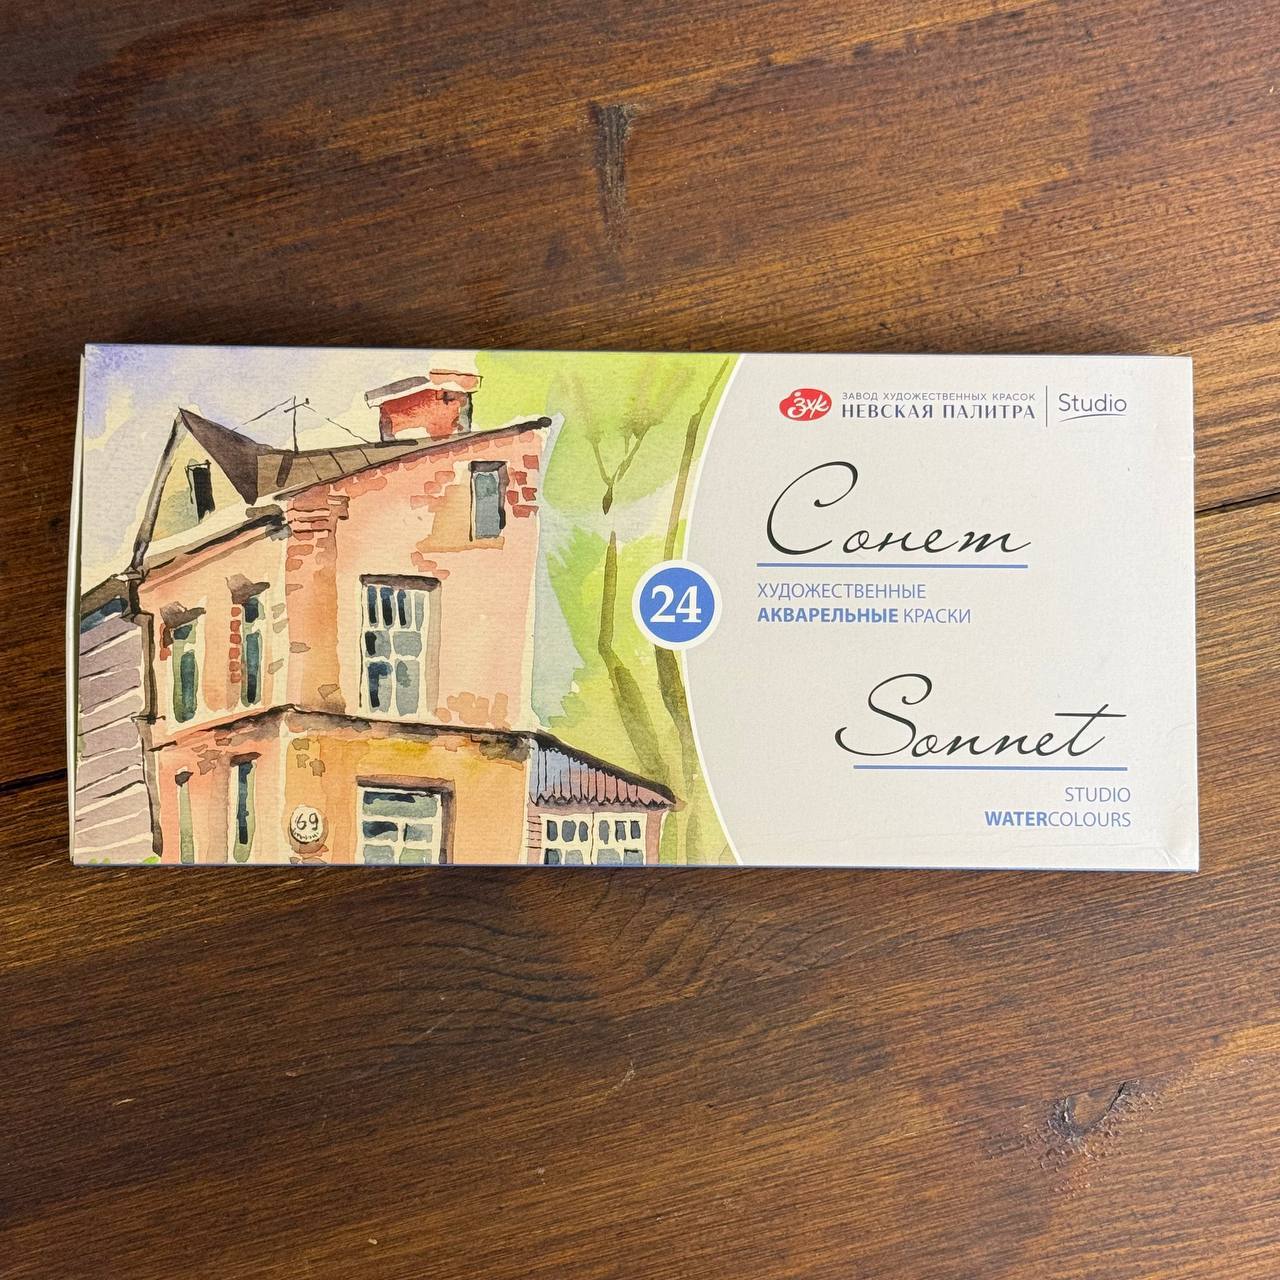 ЗХК
ЗАВОД ХУДОЖЕСТВЕННЫХ КРАСОК
НЕВСКАЯ ПАЛИТРА
Studio
Сонет
ХУДОЖЕСТВЕННЫЕ
АКВАРЕЛЬНЫЕ КРАСКИ
24
Sonnet
STUDIO
WATERCOLOURS
69